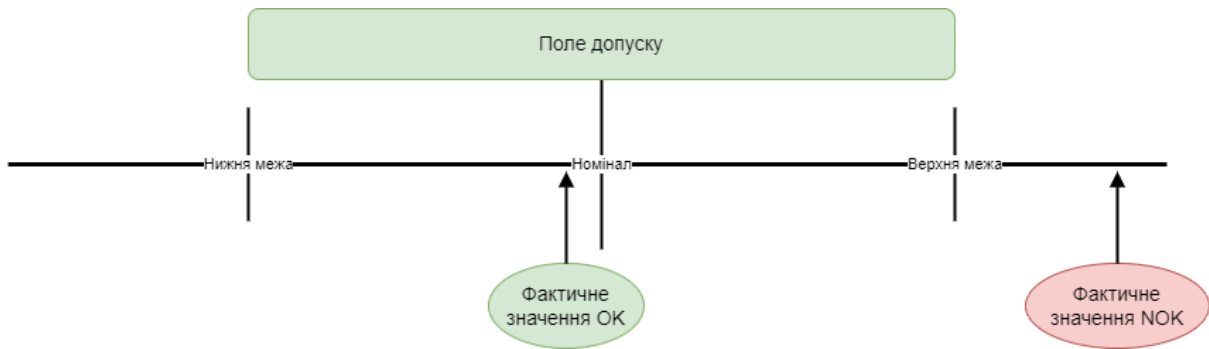 Поле допуску
Нижня межа
Номінал
Верхня межа
Фактичне
значення OK
Фактичне
значення NOK